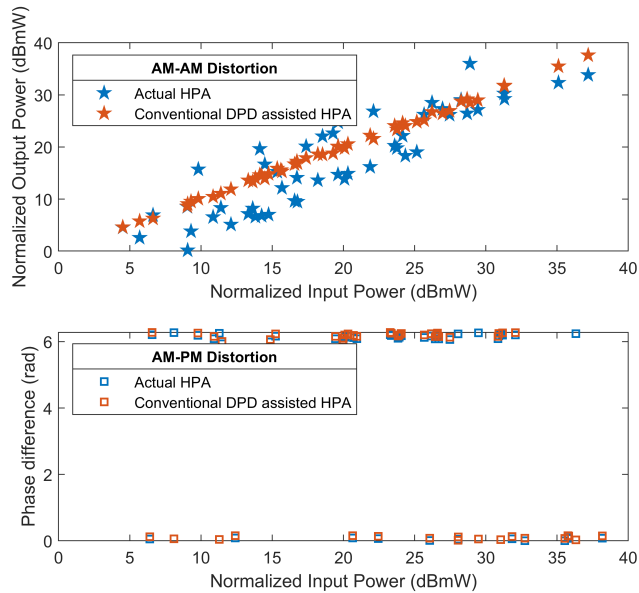 40
30
20
10
0
Normalized Output Power (dBmW)
AM-AM Distortion
Actual HPA
Conventional DPD assisted HPA
0 5 10 15 20 25 30 35 40
Normalized Input Power (dBmW)
6
4
2
0
Phase difference (rad)
AM-PM Distortion
Actual HPA
Conventional DPD assisted HPA
0 5 10 15 20 25 30 35 40
Normalized Input Power (dBmW)